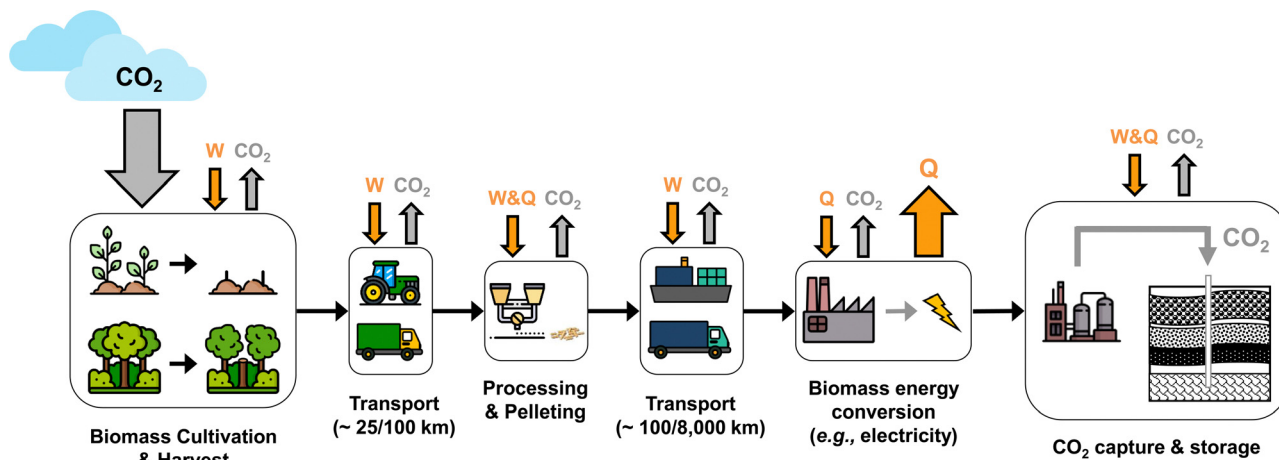 CO₂
W CO₂
W CO₂
W&Q CO₂
W CO₂
Q CO₂
Q
W&Q CO₂
CO₂
Biomass Cultivation
& Harvest
Transport
(~ 25/100 km)
Processing
& Pelleting
Transport
(~ 100/8,000 km)
Biomass energy
conversion
(e.g., electricity)
CO₂ capture & storage